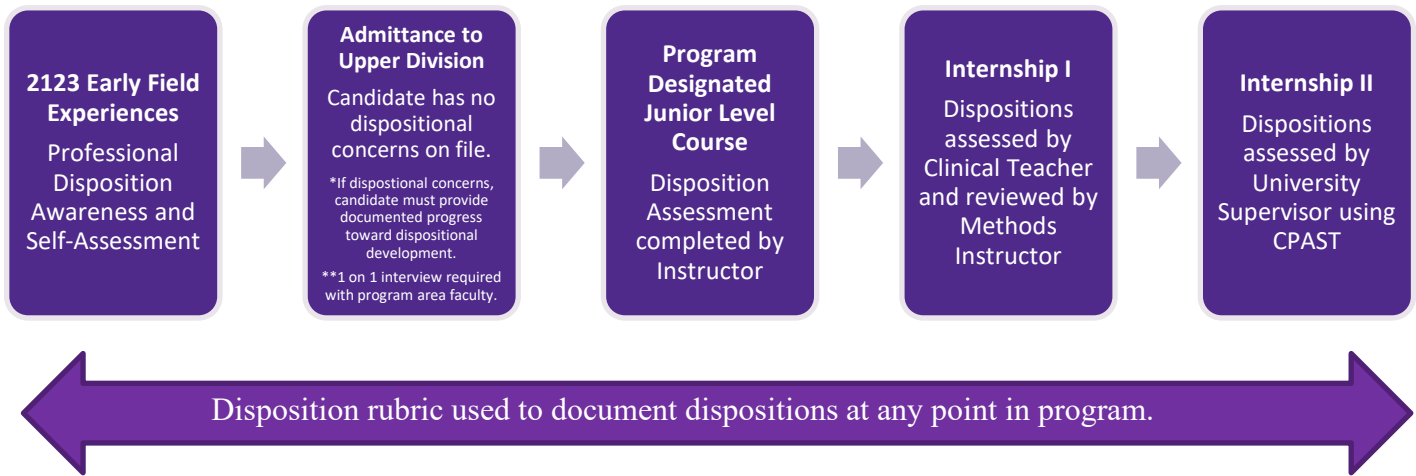 2123 Early Field
Experiences
Professional
Disposition
Awareness and
Self-Assessment
Admittance to
Upper Division
Candidate has no
dispositional
concerns on file.
*If dispostional concerns,
candidate must provide
documented progress
toward dispositional
development.
**1 on 1 interview required
with program area faculty.
Program
Designated
Junior Level
Course
Disposition
Assessment
completed by
Instructor
Internship I
Dispositions
assessed by
Clinical Teacher
and reviewed by
Methods
Instructor
Internship II
Dispositions
assessed by
University
Supervisor using
CPAST
Disposition rubric used to document dispositions at any point in program.